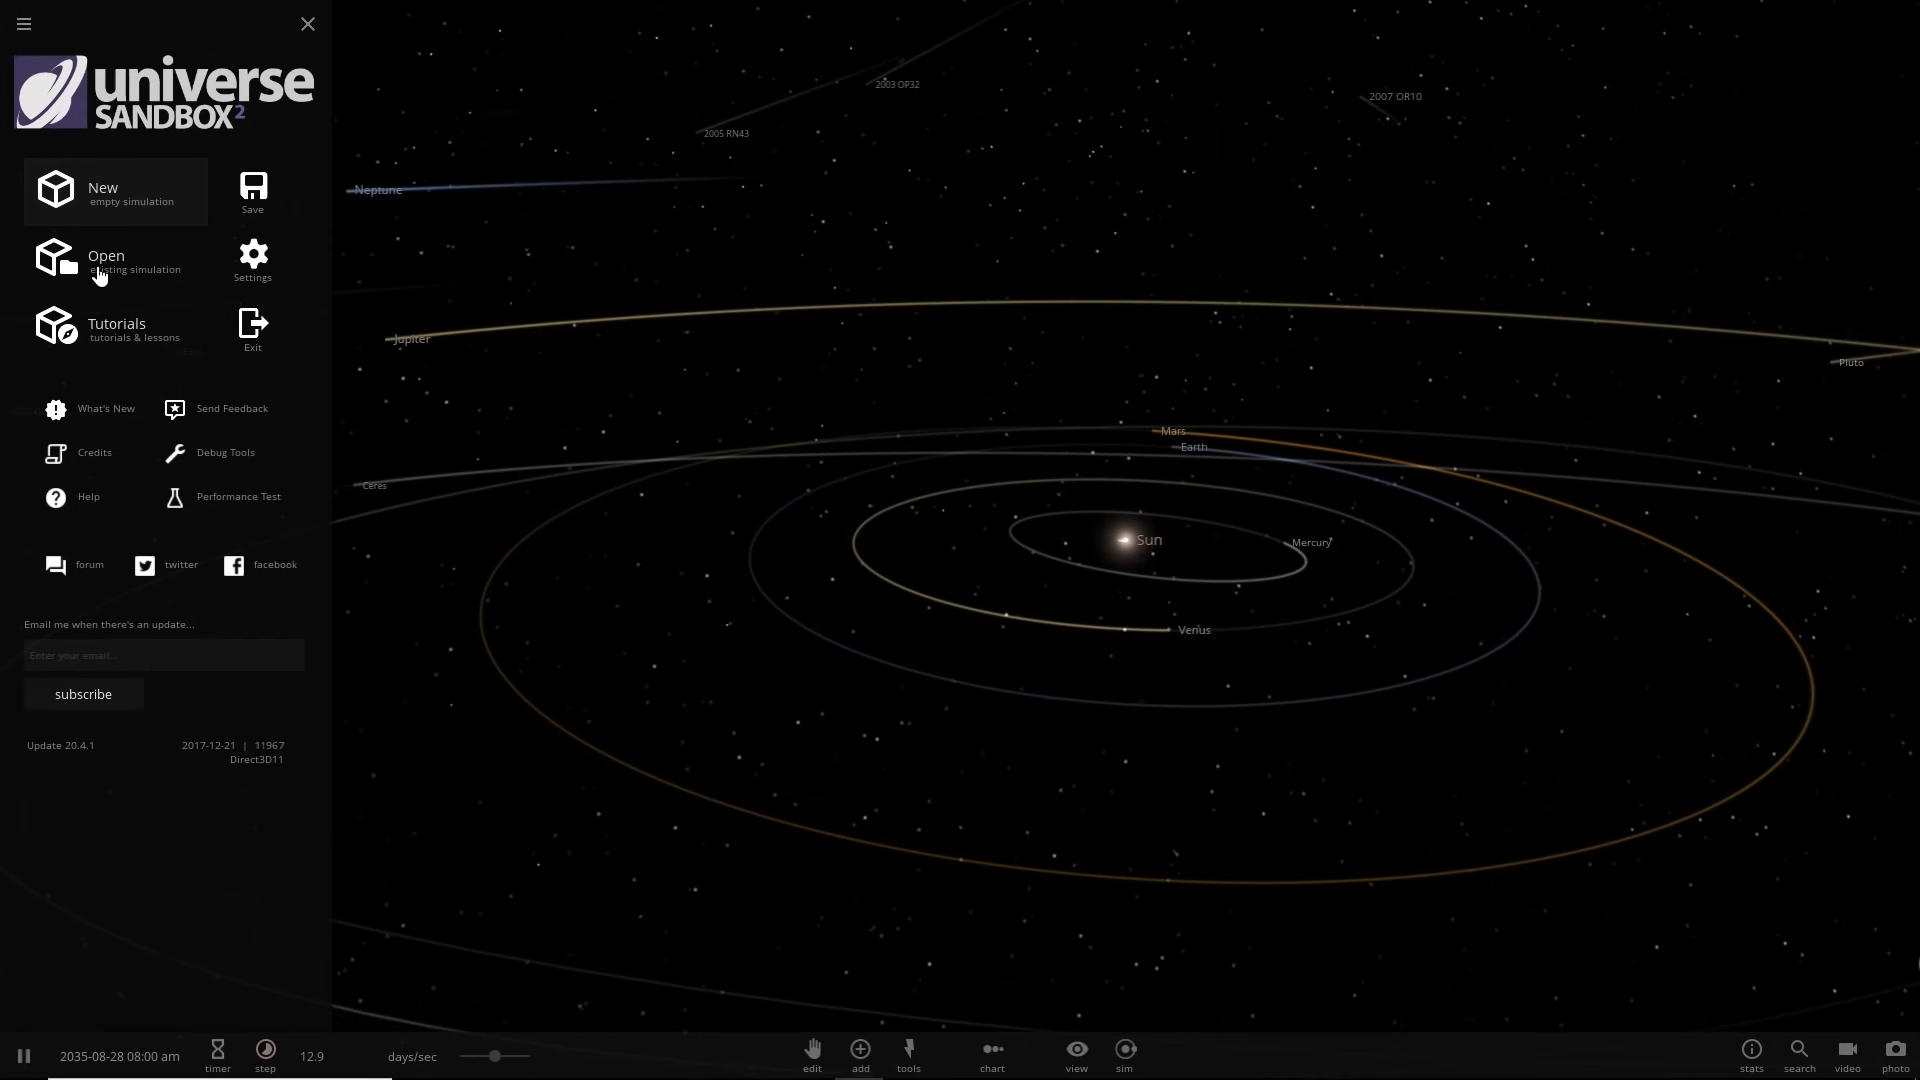 universe
SANDBOX²
New
empty simulation
Save
Open
existing simulation
Settings
Tutorials
tutorials & lessons
Exit
What's New
Send Feedback
Credits
Debug Tools
Help
Performance Test
forum
twitter
facebook
Email me when there's an update...
Enter your email...
subscribe
Update 20.4.1
2017-12-21 | 11967
Direct3D11
2003 OP32
2007 OR10
2005 RN43
Neptune
Jupiter
Pluto
Mars
Earth
Ceres
Sun
Mercury
Venus
2035-08-28 08:00 am
timer
step
12.9
days/sec
edit
add
tools
chart
view
sim
stats
search
video
photo